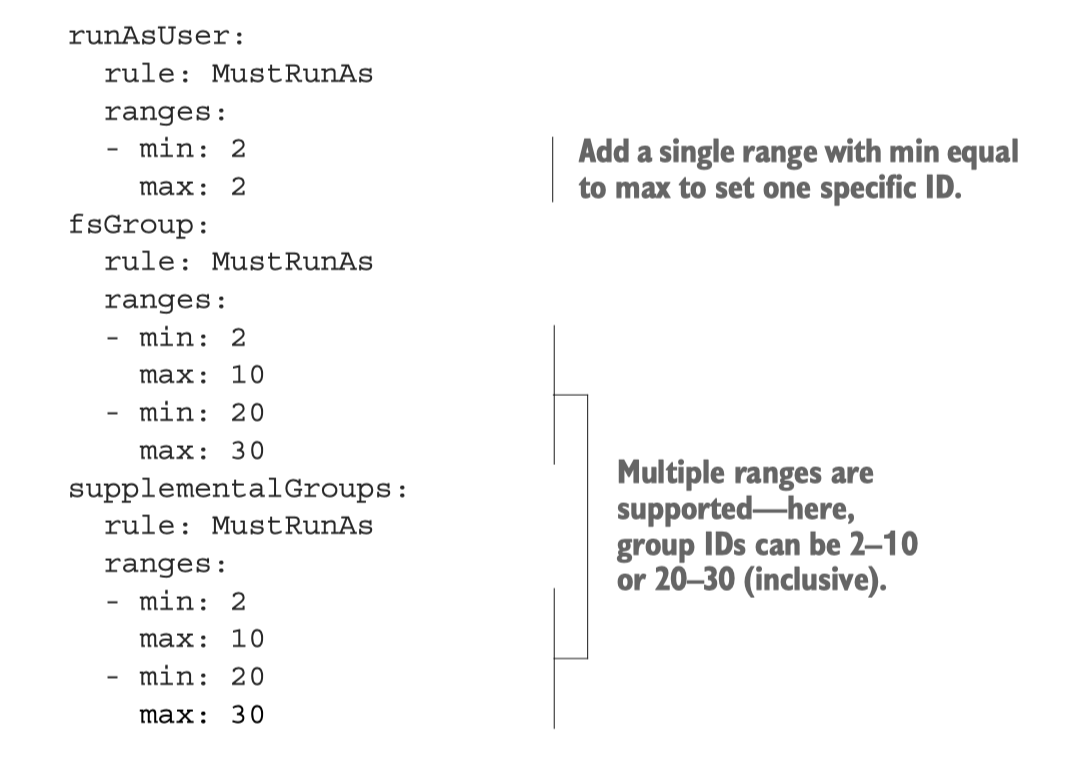 runAsUser:
  rule: MustRunAs
  ranges:
  - min: 2
    max: 2
fsGroup:
  rule: MustRunAs
  ranges:
  - min: 2
    max: 10
  - min: 20
    max: 30
supplementalGroups:
  rule: MustRunAs
  ranges:
  - min: 2
    max: 10
  - min: 20
    max: 30
Add a single range with min equal
to max to set one specific ID.
Multiple ranges are
supported—here,
group IDs can be 2–10
or 20–30 (inclusive).